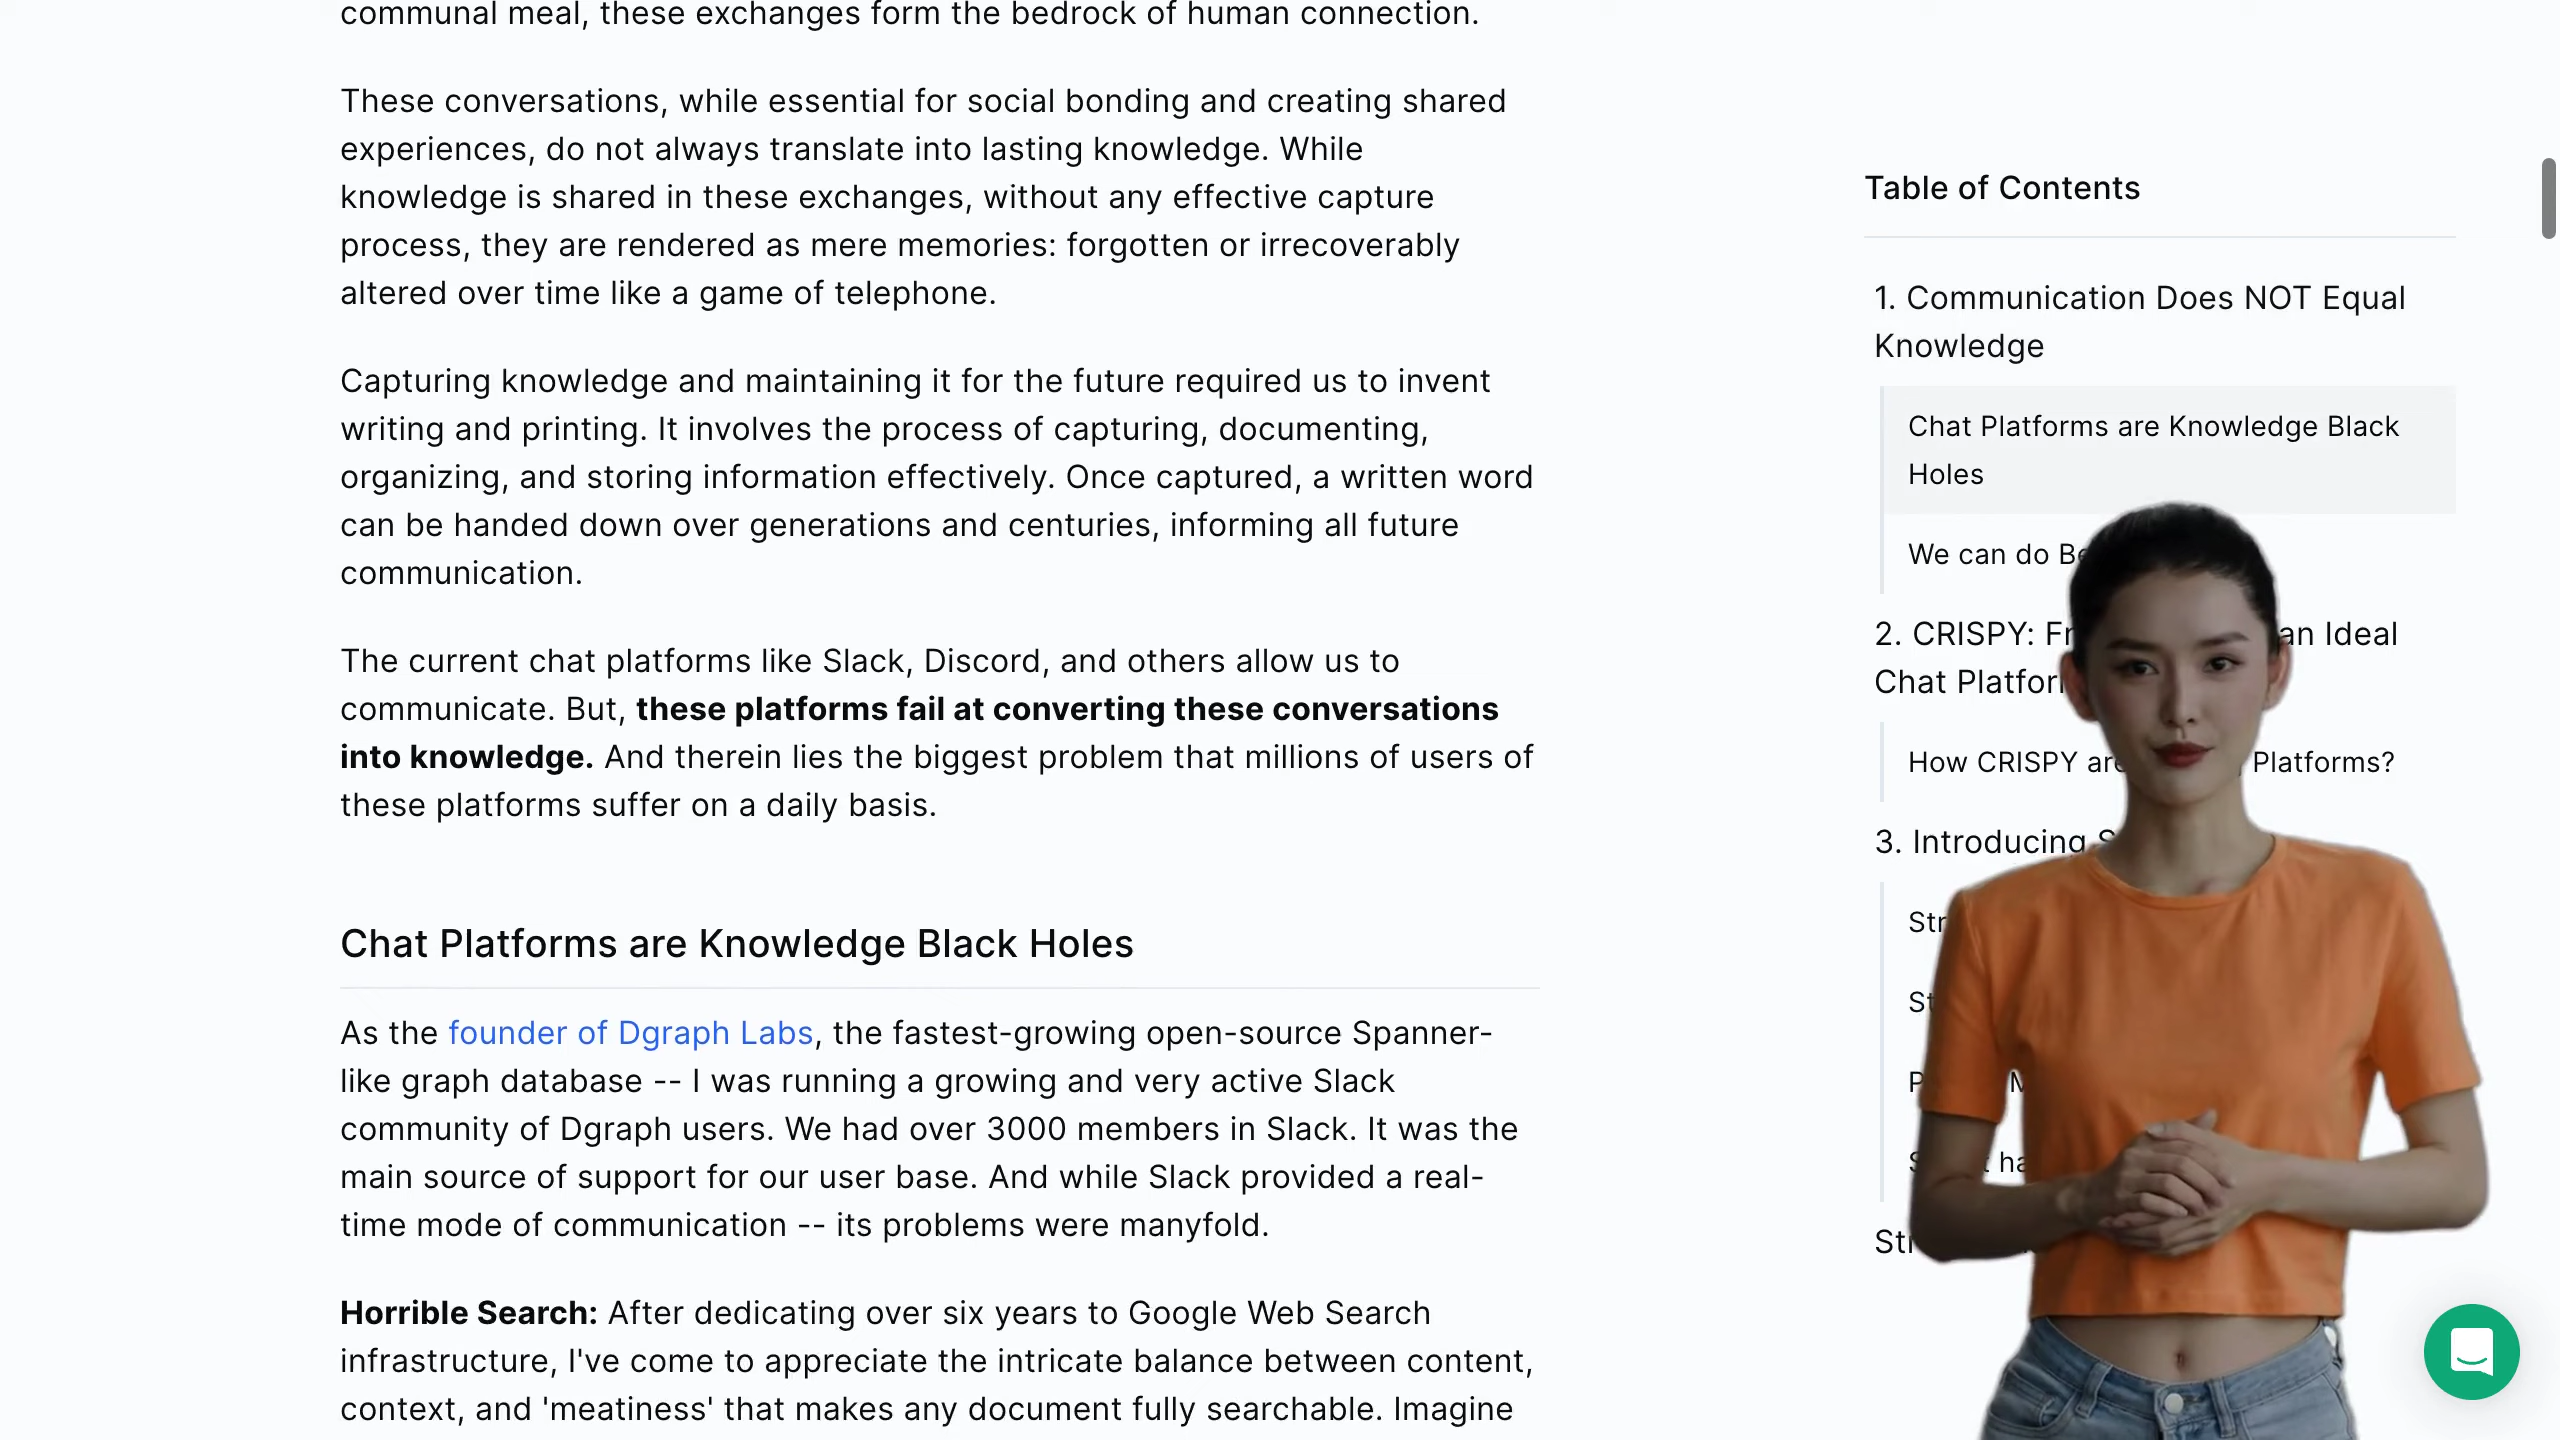 communal meal, these exchanges form the bedrock of human connection.
These conversations, while essential for social bonding and creating shared
experiences, do not always translate into lasting knowledge. While
knowledge is shared in these exchanges, without any effective capture
process, they are rendered as mere memories: forgotten or irrecoverably
altered over time like a game of telephone.
Capturing knowledge and maintaining it for the future required us to invent
writing and printing. It involves the process of capturing, documenting,
organizing, and storing information effectively. Once captured, a written word
can be handed down over generations and centuries, informing all future
communication.
The current chat platforms like Slack, Discord, and others allow us to
communicate. But, these platforms fail at converting these conversations
into knowledge. And therein lies the biggest problem that millions of users of
these platforms suffer on a daily basis.
Chat Platforms are Knowledge Black Holes
As the founder of Dgraph Labs, the fastest-growing open-source Spanner-
like graph database -- I was running a growing and very active Slack
community of Dgraph users. We had over 3000 members in Slack. It was the
main source of support for our user base. And while Slack provided a real-
time mode of communication -- its problems were manyfold.
Horrible Search: After dedicating over six years to Google Web Search
infrastructure, I've come to appreciate the intricate balance between content,
context, and 'meatiness' that makes any document fully searchable. Imagine
Table of Contents
1. Communication Does NOT Equal
Knowledge
Chat Platforms are Knowledge Black
Holes
We can do
2. CRISPY: an Ideal
Chat
How CRISPY Platforms?
3. Introducing